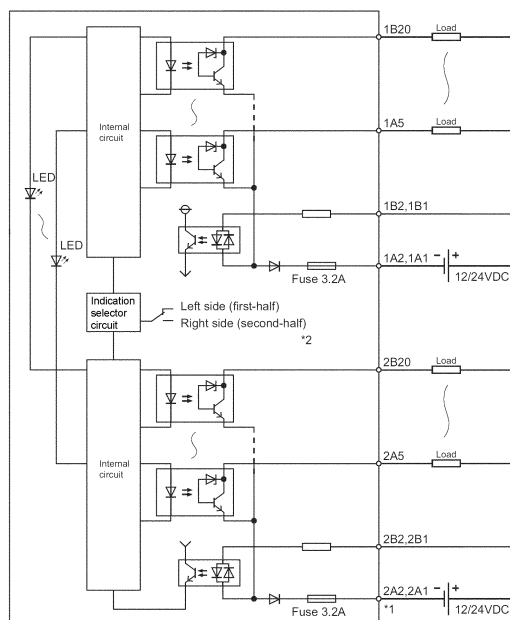 1B20
Load
Internal
circuit
1A5
Load
LED
LED
1B2,1B1
1A2,1A1
- +
12/24VDC
Fuse 3.2A
Indication
selector
circuit
Left side (first-half)
Right side (second-half)
*2
2B20
Load
Internal
circuit
2A5
Load
2B2,2B1
2A2,2A1
- +
Fuse 3.2A
*1
12/24VDC